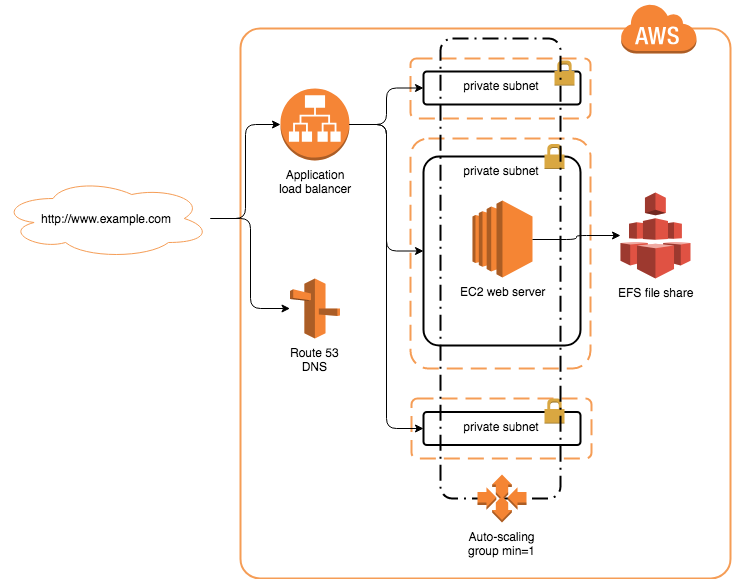 AWS
private subnet
Application
load balancer
private subnet
http://www.example.com
EC2 web server
EFS file share
Route 53
DNS
private subnet
Auto-scaling
group min=1